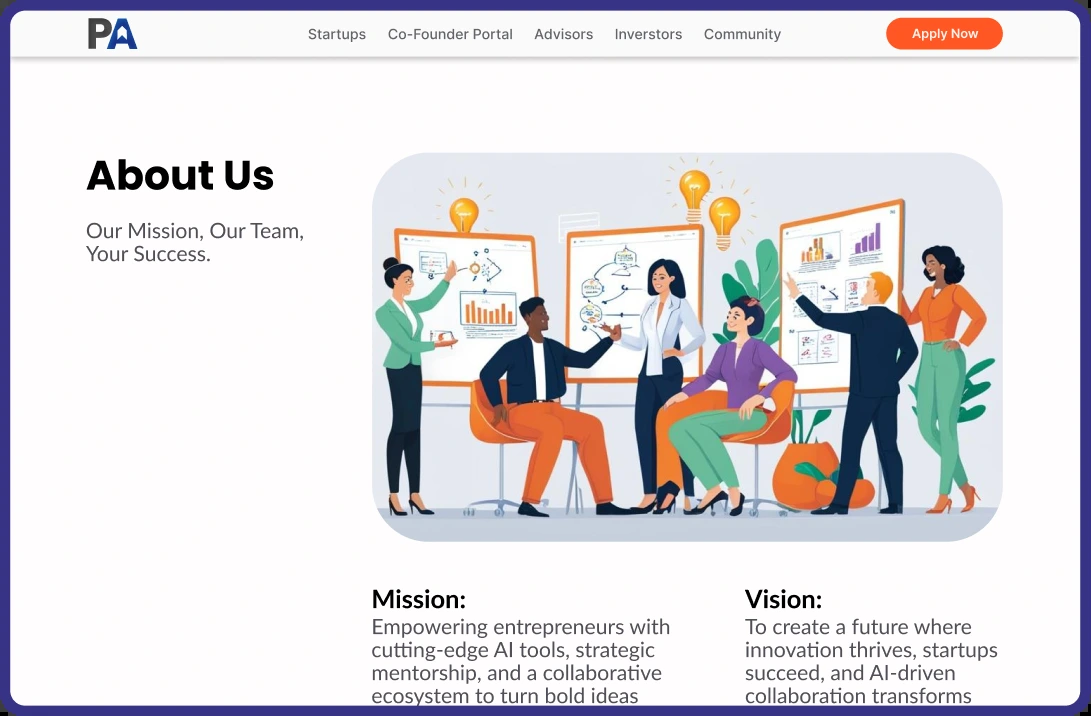 PA
Startups
Co-Founder Portal
Advisors
Inverstors
Community
Apply Now
About Us
Our Mission, Our Team,
Your Success.
Mission:
Empowering entrepreneurs with
cutting-edge AI tools, strategic
mentorship, and a collaborative
ecosystem to turn bold ideas
Vision:
To create a future where
innovation thrives, startups
succeed, and AI-driven
collaboration transforms